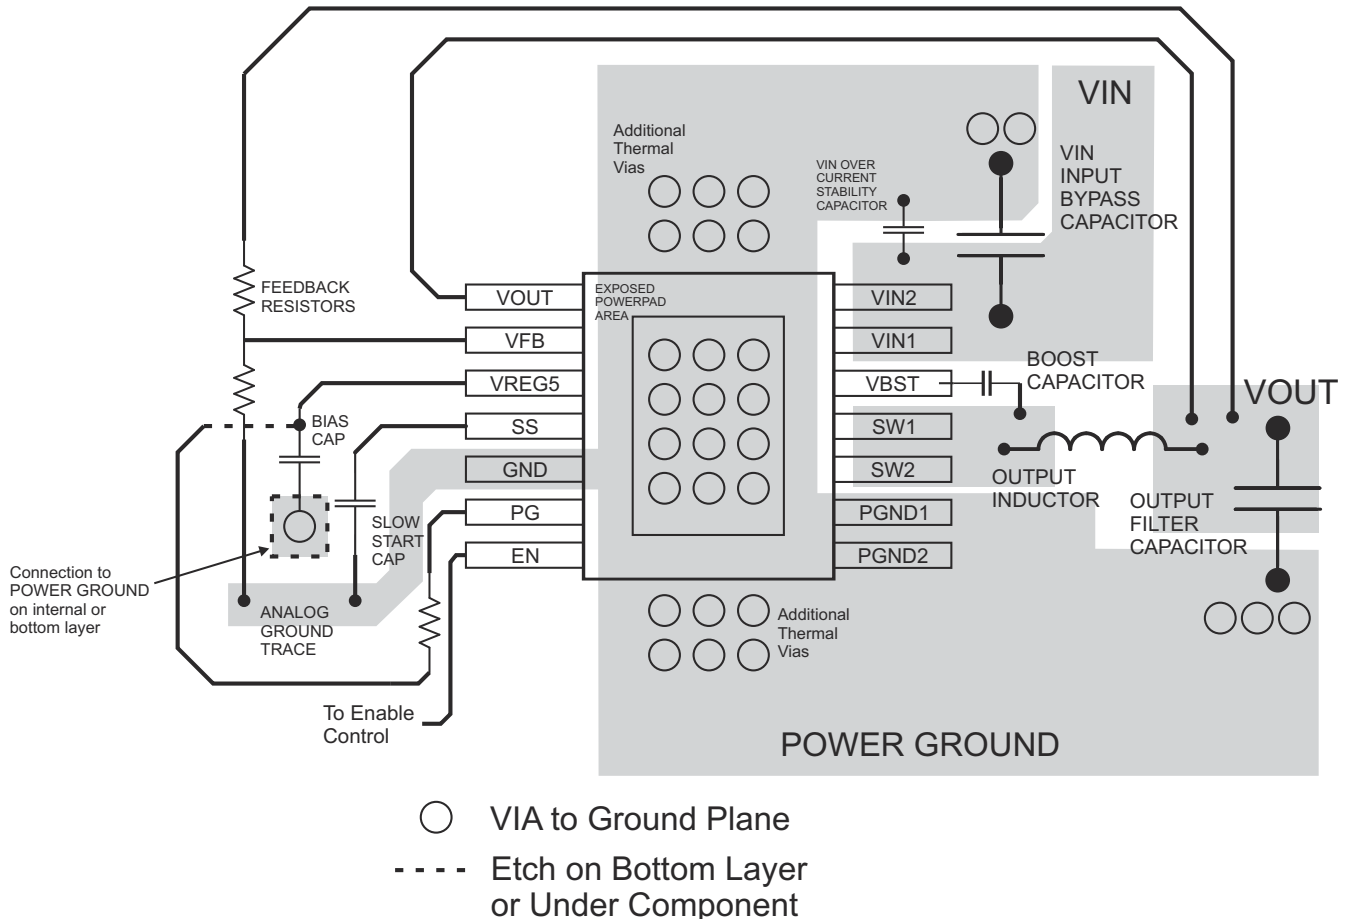 VIN
Additional
Thermal
Vias
VIN OVER
CURRENT
STABILITY
CAPACITOR
VIN
INPUT
BYPASS
CAPACITOR
FEEDBACK
RESISTORS
EXPOSED
POWERPAD
AREA
VOUT
VFB
VREG5
SS
GND
PG
EN
VIN2
VIN1
VBST
SW1
SW2
PGND1
PGND2
BOOST
CAPACITOR
VOUT
BIAS
CAP
OUTPUT
INDUCTOR
OUTPUT
FILTER
CAPACITOR
SLOW
START
CAP
Connection to
POWER GROUND
on internal or
bottom layer
ANALOG
GROUND
TRACE
Additional
Thermal
Vias
To Enable
Control
POWER GROUND
VIA to Ground Plane
Etch on Bottom Layer
or Under Component